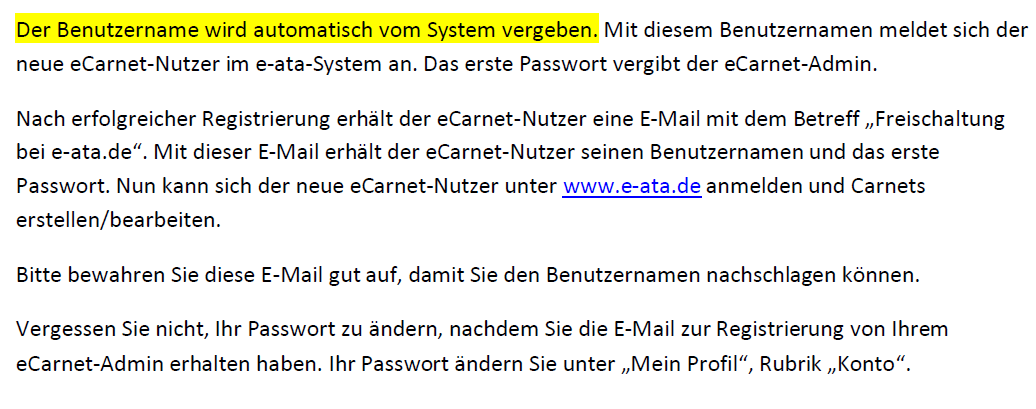 Der Benutzername wird automatisch vom System vergeben. Mit diesem Benutzernamen meldet sich der
neue eCarnet-Nutzer im e-ata-System an. Das erste Passwort vergibt der eCarnet-Admin.
Nach erfolgreicher Registrierung erhält der eCarnet-Nutzer eine E-Mail mit dem Betreff „Freischaltung
bei e-ata.de“. Mit dieser E-Mail erhält der eCarnet-Nutzer seinen Benutzernamen und das erste
Passwort. Nun kann sich der neue eCarnet-Nutzer unter www.e-ata.de anmelden und Carnets
erstellen/bearbeiten.
Bitte bewahren Sie diese E-Mail gut auf, damit Sie den Benutzernamen nachschlagen können.
Vergessen Sie nicht, Ihr Passwort zu ändern, nachdem Sie die E-Mail zur Registrierung von Ihrem
eCarnet-Admin erhalten haben. Ihr Passwort ändern Sie unter „Mein Profil“, Rubrik „Konto“.